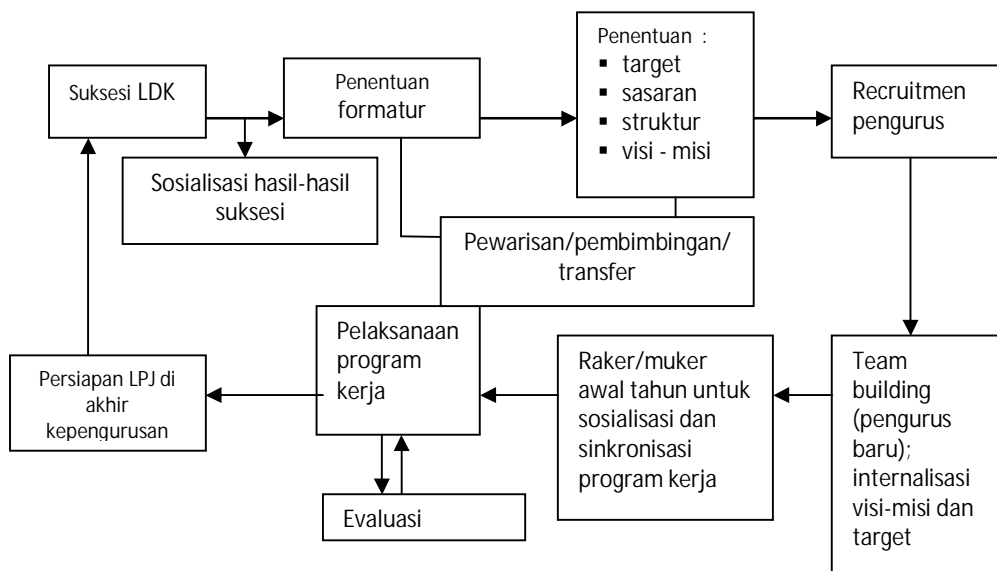 Suksesi LDK
Sosialisasi hasil-hasil
suksesi
Penentuan
formatur
Penentuan :
▪ target
▪ sasaran
▪ struktur
▪ visi - misi
Recruitmen
pengurus
Pewarisan/pembimbingan/
transfer
Team
building
(pengurus
baru);
internalisasi
visi-misi dan
target
Raker/muker
awal tahun untuk
sosialisasi dan
sinkronisasi
program kerja
Pelaksanaan
program
kerja
Evaluasi
Persiapan LPJ di
akhir
kepengurusan